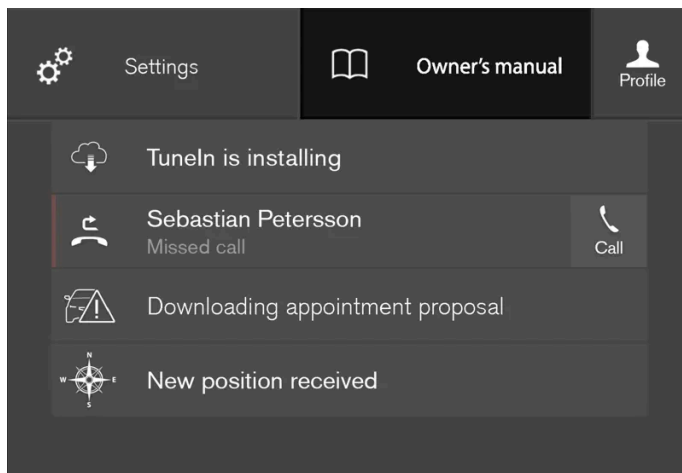 Settings
Owner's manual
Profile
TuneIn is installing
Sebastian Petersson
Missed call
Call
Downloading appointment proposal
N
W E
S
New position received